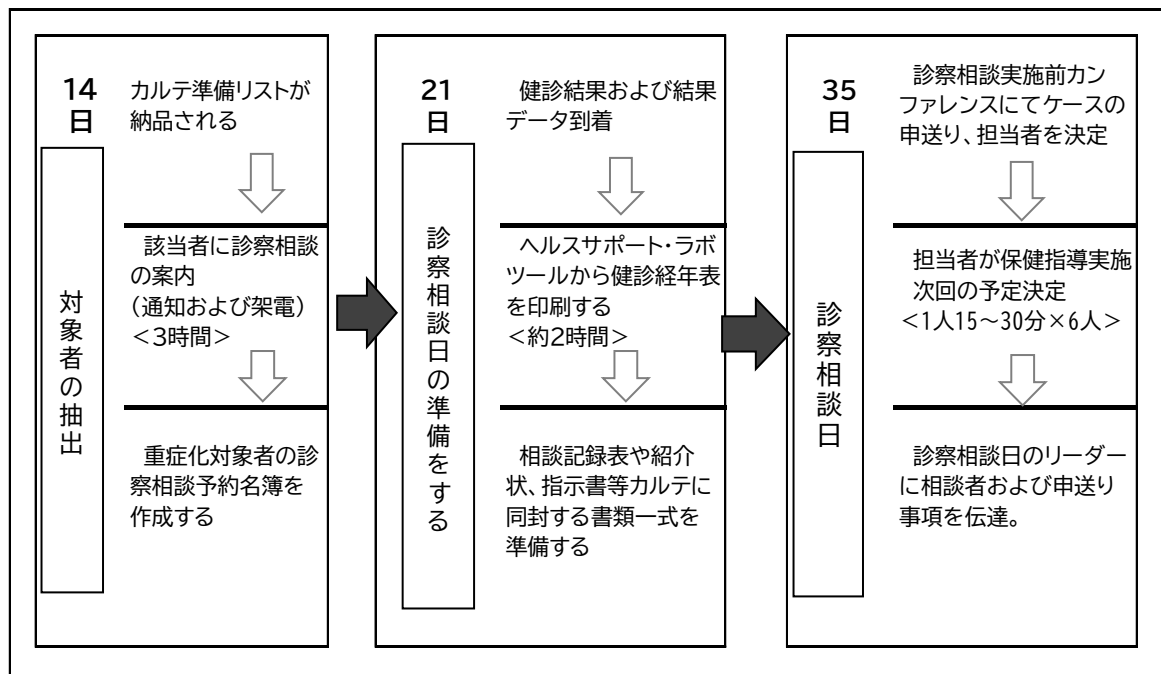 14
日
カルテ準備リストが
納品される
対象者の抽出
該当者に診察相談
の案内
(通知および架電)
<3時間>
重症化対象者の診
察相談予約名簿を
作成する
21
日
健診結果および結果
データ到着
診察相談日の準備をする
ヘルスサポート・ラボ
ツールから健診経年表
を印刷する
<約2時間>
相談記録表や紹介
状、指示書等カルテに
同封する書類一式を
準備する
35
日
診察相談実施前カン
ファレンスにてケースの
申送り、担当者を決定
診察相談日
担当者が保健指導実施
次回の予定決定
<1人15~30分×6人>
診察相談日のリーダー
に相談者および申送り
事項を伝達。